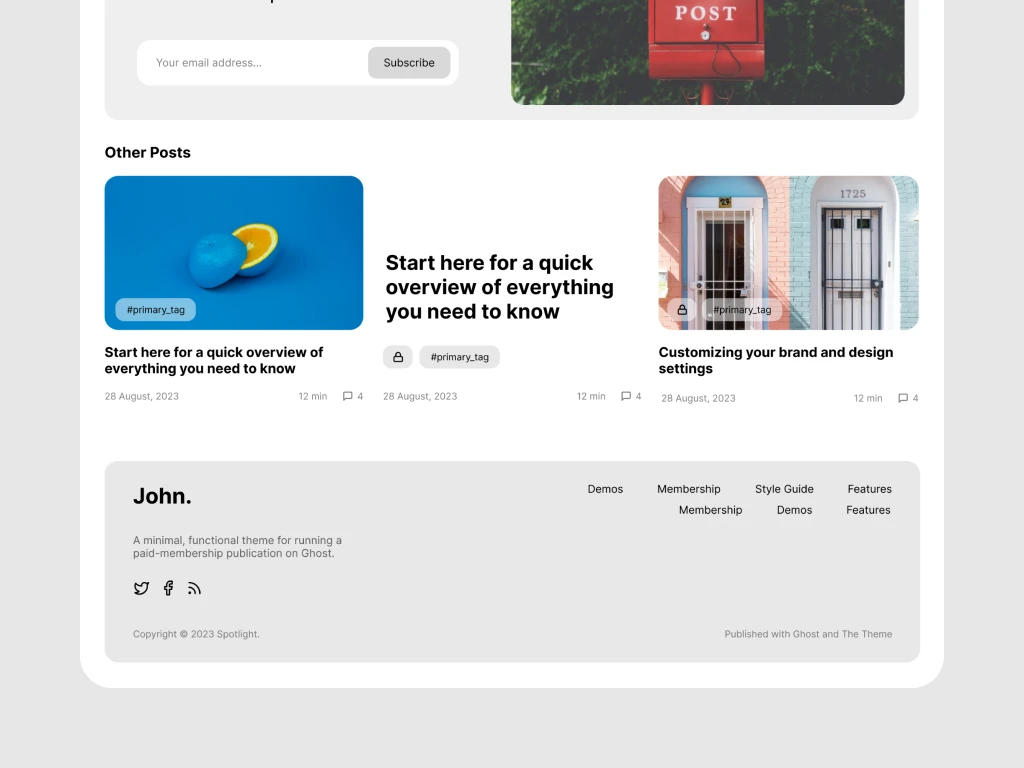 POST
Your email address...
Subscribe
Other Posts
#primary_tag
Start here for a quick overview of
everything you need to know
28 August, 2023
12 min
4
Start here for a quick
overview of everything
you need to know
#primary_tag
28 August, 2023
12 min
4
1725
#primary_tag
Customizing your brand and design
settings
28 August, 2023
12 min
4
John.
A minimal, functional theme for running a
paid-membership publication on Ghost.
Demos
Membership
Style Guide
Features
Membership
Demos
Features
Copyright © 2023 Spotlight.
Published with Ghost and The Theme